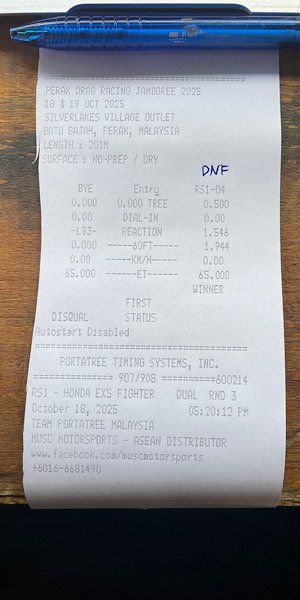 ================================
PERAK DRAG RACING JAMBOREE 2025
18 & 19 OCT 2025
SILVERLAKES VILLAGE OUTLET
BATU GAJAH, PERAK, MALAYSIA
LENGTH : 201M
SURFACE : NO-PREP / DRY
DNF
BYE Entry RS1-04
0.000 0.000 TREE 0.500
0.00 DIAL-IN 0.00
-LB3- REACTION 1.546
0.000 -----60FT------ 1.944
0.00 -----KM/H------ 0.00
65.000 ------ET------- 65.000
WINNER
FIRST
DISQUAL STATUS
Autostart Disabled
================================
PORTATREE TIMING SYSTEMS, INC.
=============== 907/908 ==========600214
RS1 - HONDA EX5 FIGHTER QUAL RND 3
October 18, 2025 05:20:12 PM
TEAM PORTATREE MALAYSIA
MUSC MOTORSPORTS - ASEAN DISTRIBUTOR
www.facebook.com/muscmotorsports
+6016-6681490